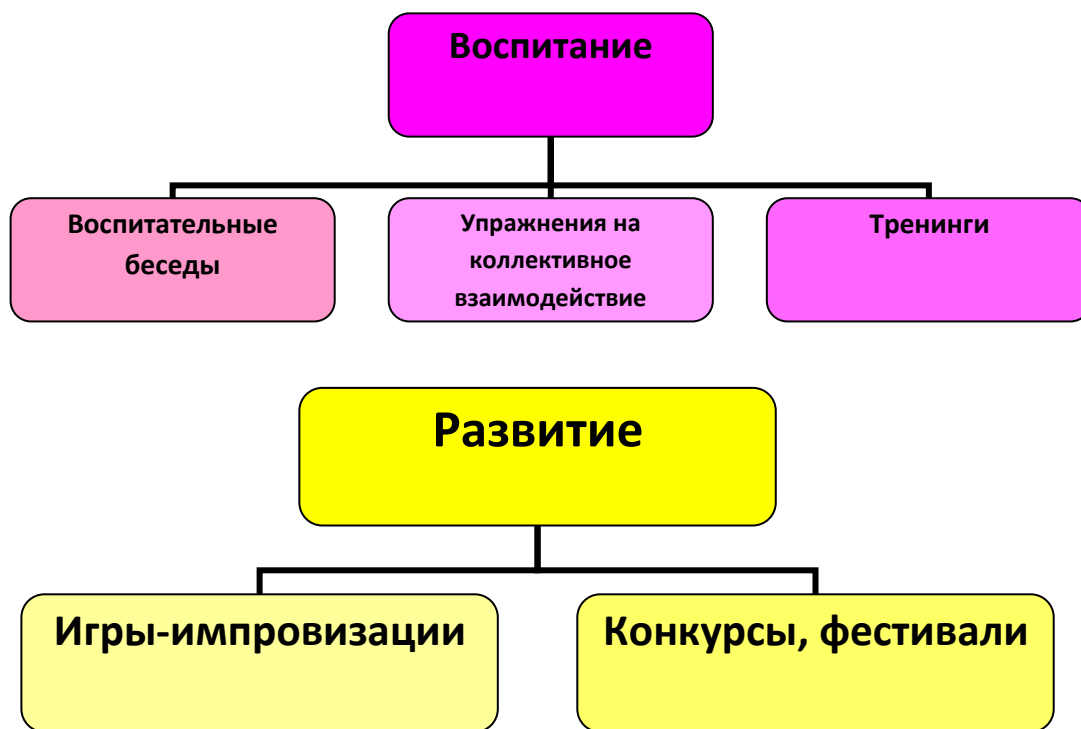 Воспитание
Воспитательные
беседы
Упражнения на
коллективное
взаимодействие
Тренинги
Развитие
Игры-импровизации
Конкурсы, фестивали